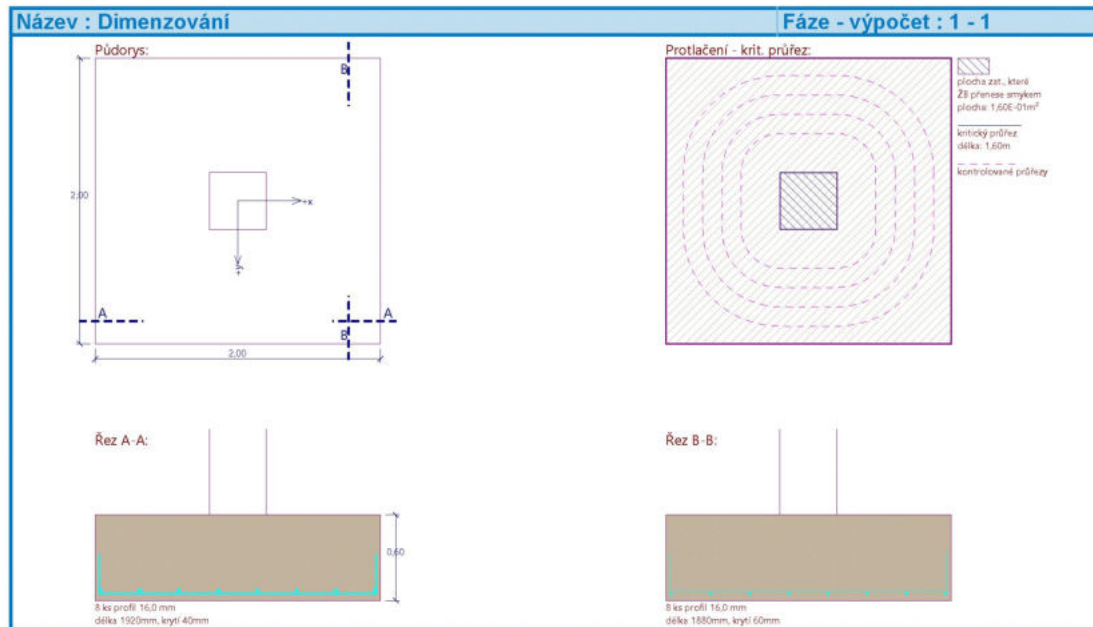 Název : Dimenzování
Fáze - výpočet : 1 - 1
Půdorys:
B
2,00
+x
+y
A
A
B
2,00
Protlačení - krit. průřez:
plocha zat., které
ŽB přenese smykem
plocha: 1,60E-01m²
kritický průřez
délka: 1,60m
kontrolované průřezy
Řez A-A:
0,60
8 ks profil 16,0 mm
délka 1920mm, krytí 40mm
Řez B-B:
8 ks profil 16,0 mm
délka 1880mm, krytí 60mm